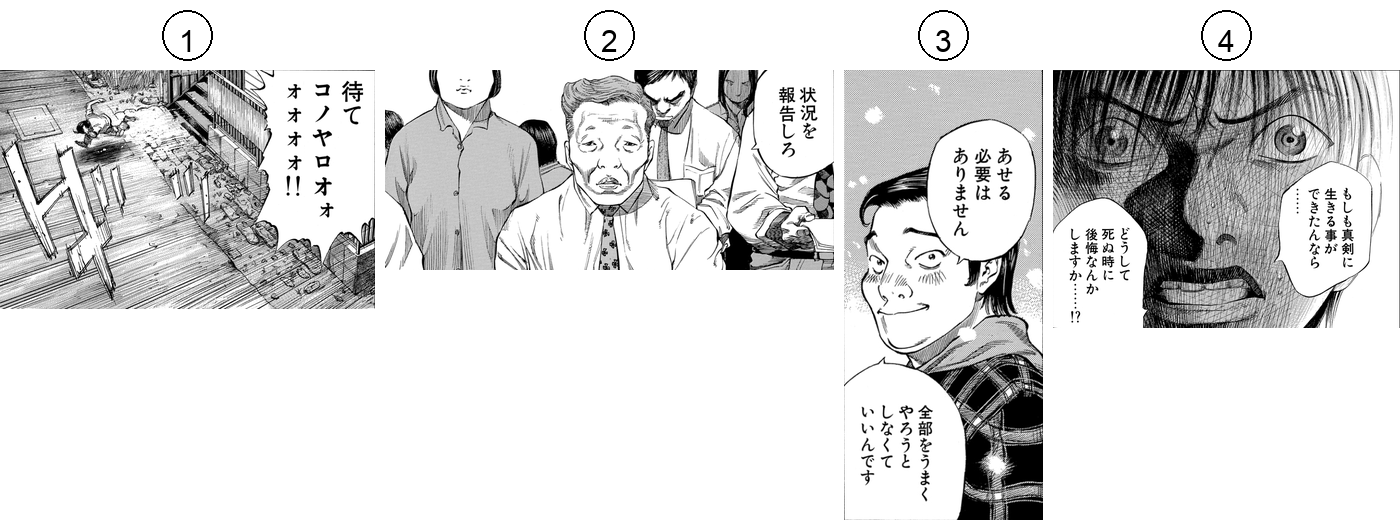 1
待て
コノヤロオォ
ォォォォ!!
2
状況を
報告しろ
3
あせる
必要は
ありません
全部をうまく
やろうと
しなくて
いいんです
4
もしも真剣に
生きる事が
できたんなら
……
どうして
死ぬ時に
後悔なんか
しますか……!?